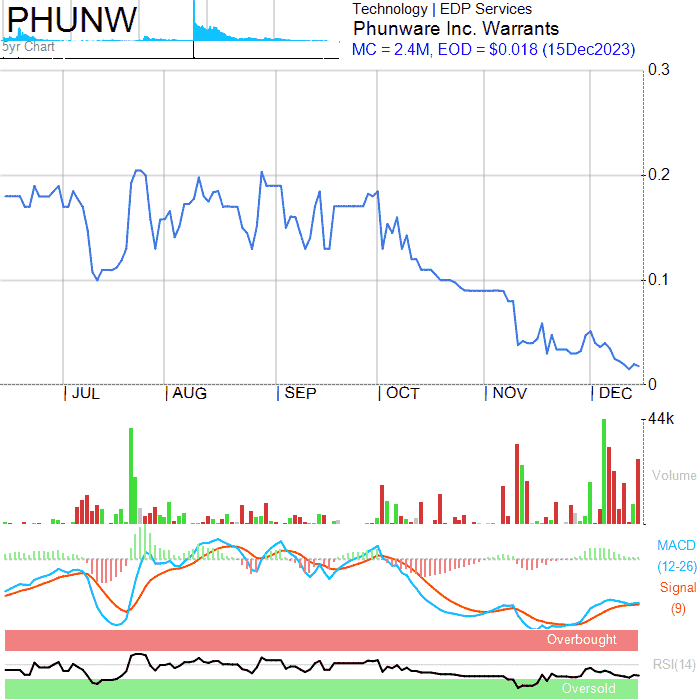 PHUNW
5yr Chart
Technology | EDP Services
Phunware Inc. Warrants
MC = 2.4M, EOD = $0.018 (15Dec2023)
0.3
0.2
0.1
0
JUL AUG SEP OCT NOV DEC
44k
Volume
MACD
(12-26)
Signal
(9)
Overbought
RSI(14)
Oversold